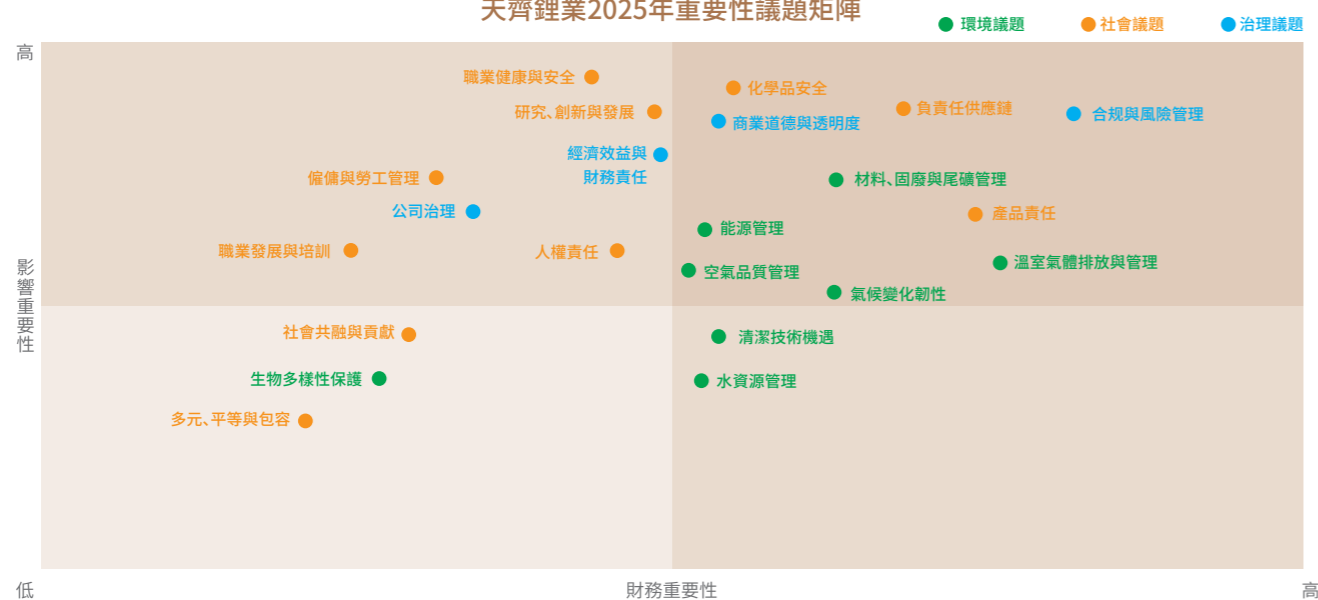 天齊鋰業2025年重要性議題矩陣
環境議題
社會議題
治理議題
高
職業健康與安全
化學品安全
研究、創新與發展
負責任供應鏈
合规與風險管理
商業道德與透明度
經濟效益與
財務責任
僱傭與勞工管理
材料、固廢與尾礦管理
公司治理
產品責任
能源管理
職業發展與培訓
人權責任
溫室氣體排放與管理
空氣品質管理
氣候變化韌性
影響重要性
社會共融與貢獻
清潔技術機遇
生物多樣性保護
水資源管理
多元、平等與包容
低
財務重要性
高